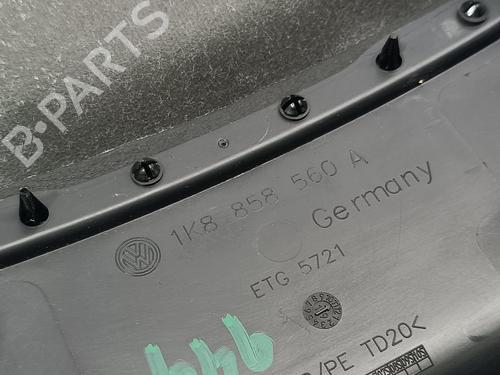 B-PARTS
1K8 858 560 A
Germany
ETG 5721
/PE TD20<